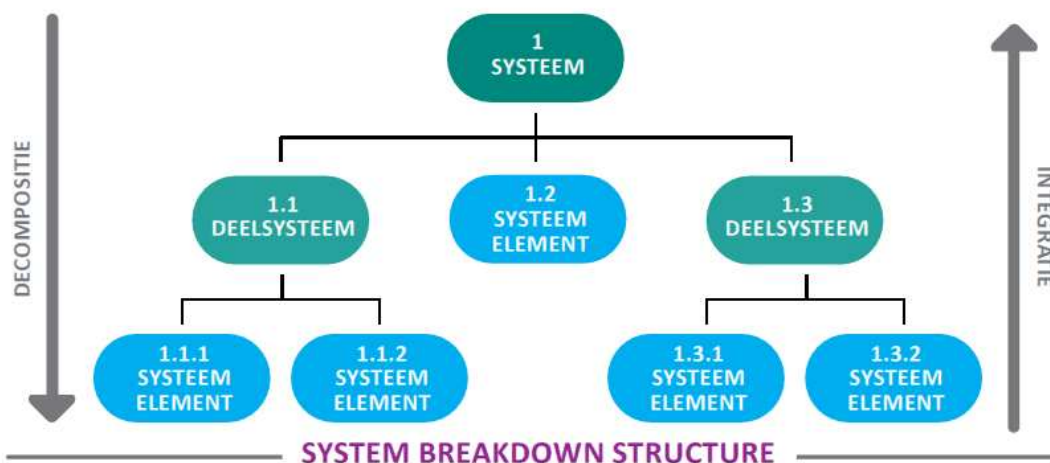 1
SYSTEEM
DECOMPOSITIE
INTEGRATIE
1.1
DEELSYSTEEM
1.2
SYSTEEM
ELEMENT
1.3
DEELSYSTEEM
1.1.1
SYSTEEM
ELEMENT
1.1.2
SYSTEEM
ELEMENT
1.3.1
SYSTEEM
ELEMENT
1.3.2
SYSTEEM
ELEMENT
SYSTEM BREAKDOWN STRUCTURE